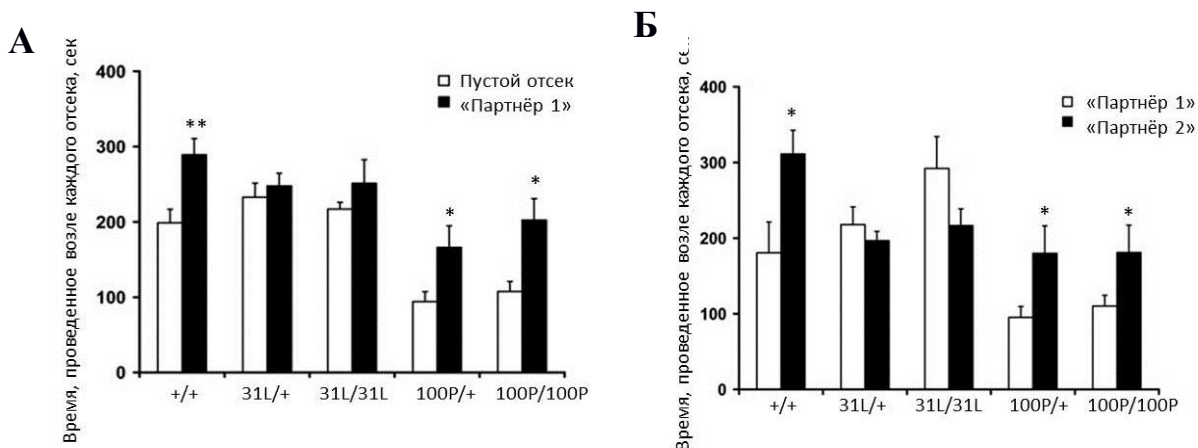 А
Время, проведенное возле каждого отсека, сек
400
300
200
100
0
Пустой отсек
«Партнёр 1»
**
*
*
+/+
31L/+
31L/31L
100P/+
100P/100P
Б
Время, проведенное возле каждого отсека,
400
300
200
100
0
«Партнёр 1»
«Партнёр 2»
*
*
*
+/+
31L/+
31L/31L
100P/+
100P/100P